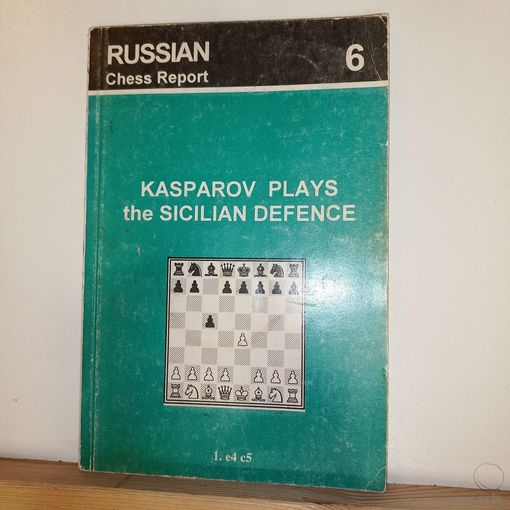 RUSSIAN 6
Chess Report
KASPAROV PLAYS
the SICILIAN DEFENCE
1. e4 c5